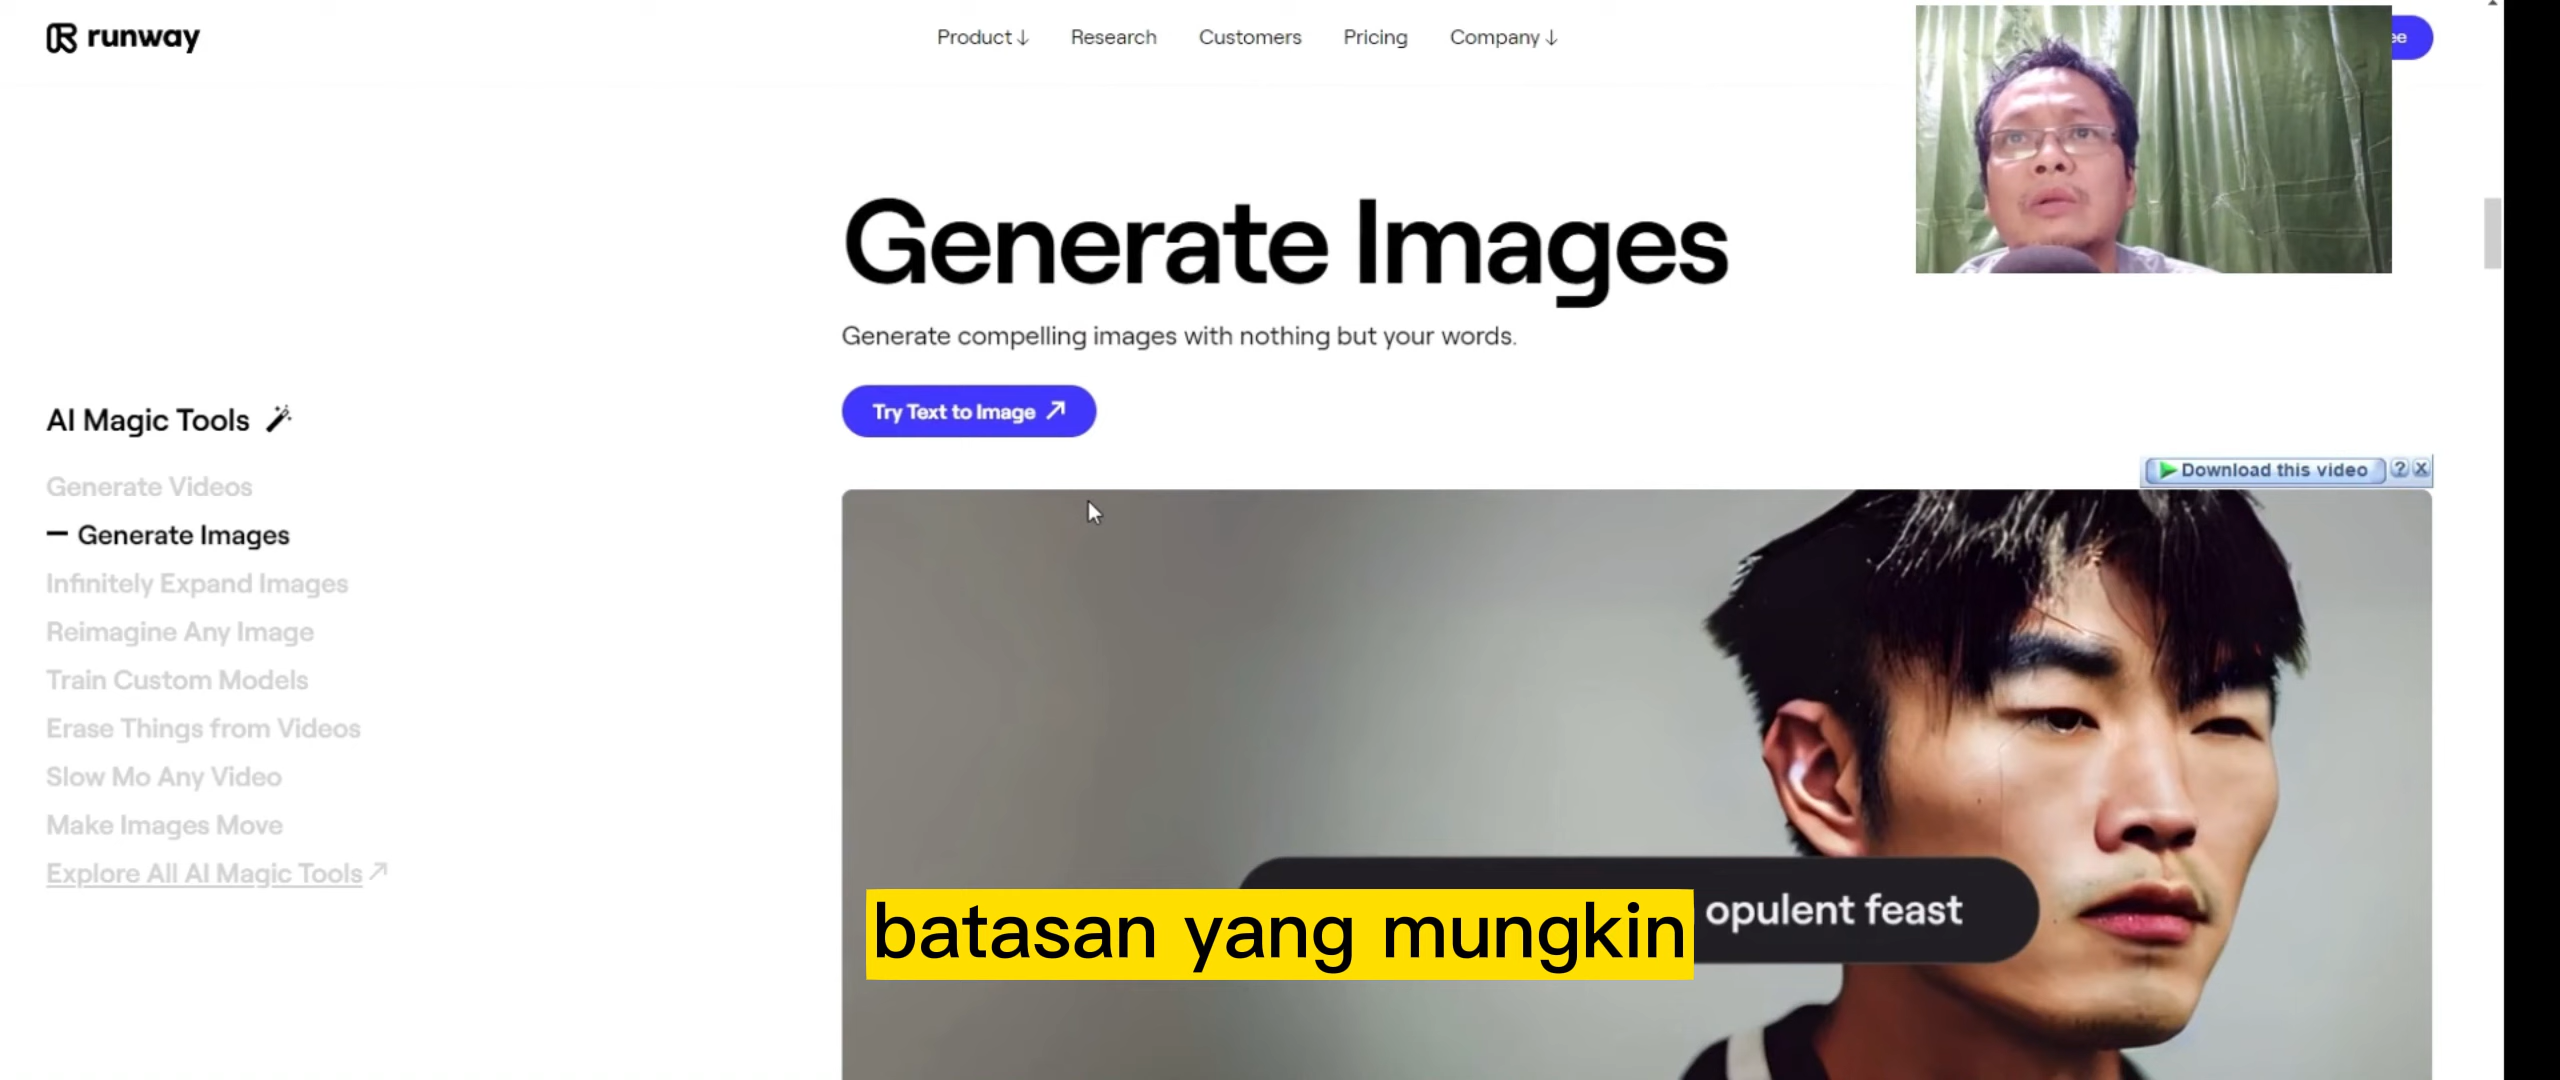 runway
Product ↓
Research
Customers
Pricing
Company ↓
Generate Images
Generate compelling images with nothing but your words.
Try Text to Image ↗
AI Magic Tools
Generate Videos
— Generate Images
Infinitely Expand Images
Reimagine Any Image
Train Custom Models
Erase Things from Videos
Slow Mo Any Video
Make Images Move
Explore All AI Magic Tools ↗
Download this video ? X
opulent feast
batasan yang mungkin